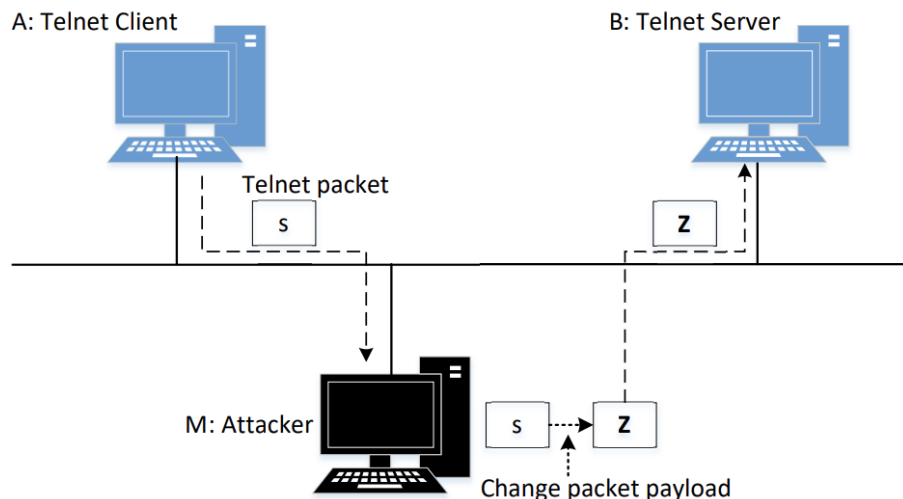 A: Telnet Client
B: Telnet Server
Telnet packet
s
Z
M: Attacker
s
Z
Change packet payload